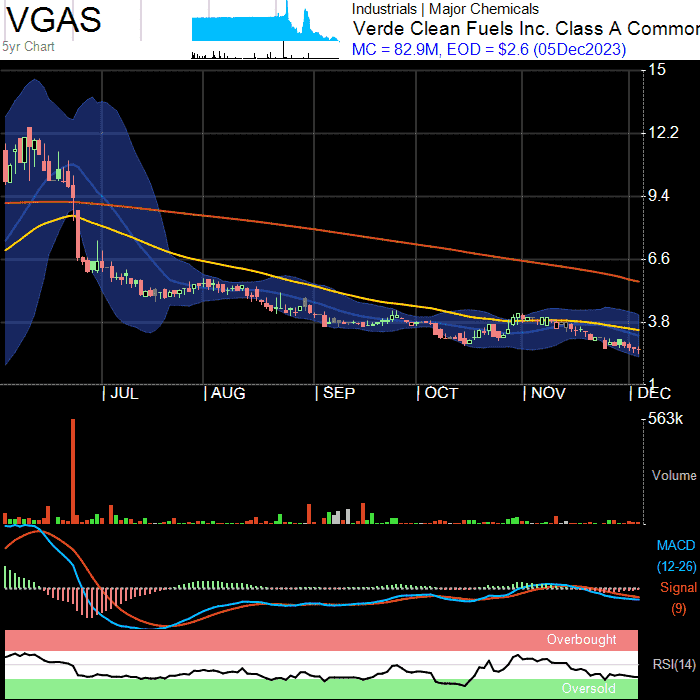 VGAS
5yr Chart
Industrials | Major Chemicals
Verde Clean Fuels Inc. Class A Common
MC = 82.9M, EOD = $2.6 (05Dec2023)
15
12.2
9.4
6.6
3.8
1
JUL AUG SEP OCT NOV DEC
563k
Volume
MACD
(12-26)
Signal
(9)
Overbought
RSI(14)
Oversold